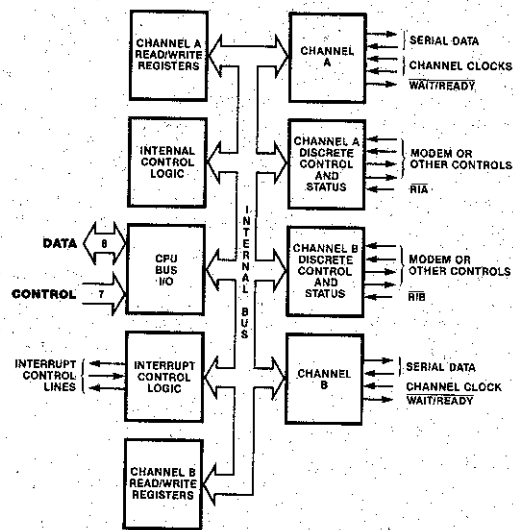 CHANNEL A
READ/WRITE
REGISTERS
CHANNEL
A
SERIAL DATA
CHANNEL CLOCKS
WAIT/READY
INTERNAL
CONTROL
LOGIC
CHANNEL A
DISCRETE
CONTROL
AND
STATUS
MODEM OR
OTHER CONTROLS
RIA
DATA
8
CONTROL
7
CPU
BUS
I/O
INTERNAL BUS
CHANNEL B
DISCRETE
CONTROL
AND
STATUS
MODEM OR
OTHER CONTROLS
RIB
INTERRUPT
CONTROL
LINES
INTERRUPT
CONTROL
LOGIC
CHANNEL
B
SERIAL DATA
CHANNEL CLOCK
WAIT/READY
CHANNEL B
READ/WRITE
REGISTERS